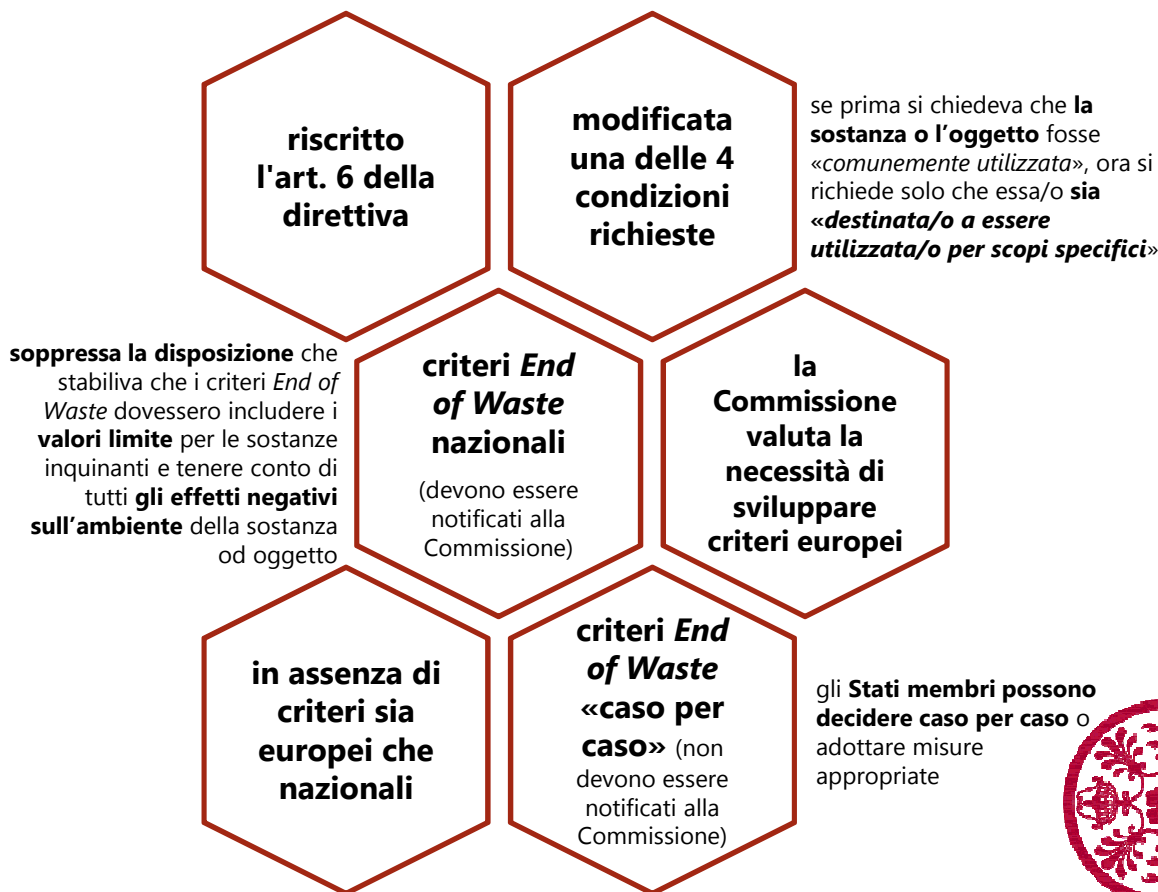 riscritto
l'art. 6 della
direttiva
modificata
una delle 4
condizioni
richieste
se prima si chiedeva che la
sostanza o l’oggetto fosse
«comunemente utilizzata», ora si
richiede solo che essa/o sia
«destinata/o a essere
utilizzata/o per scopi specifici»
soppressa la disposizione che
stabiliva che i criteri End of
Waste dovessero includere i
valori limite per le sostanze
inquinanti e tenere conto di
tutti gli effetti negativi
sull’ambiente della sostanza
od oggetto
criteri End
of Waste
nazionali
(devono essere
notificati alla
Commissione)
la
Commissione
valuta la
necessità di
sviluppare
criteri europei
in assenza di
criteri sia
europei che
nazionali
criteri End
of Waste
«caso per
caso» (non
devono essere
notificati alla
Commissione)
gli Stati membri possono
decidere caso per caso o
adottare misure
appropriate